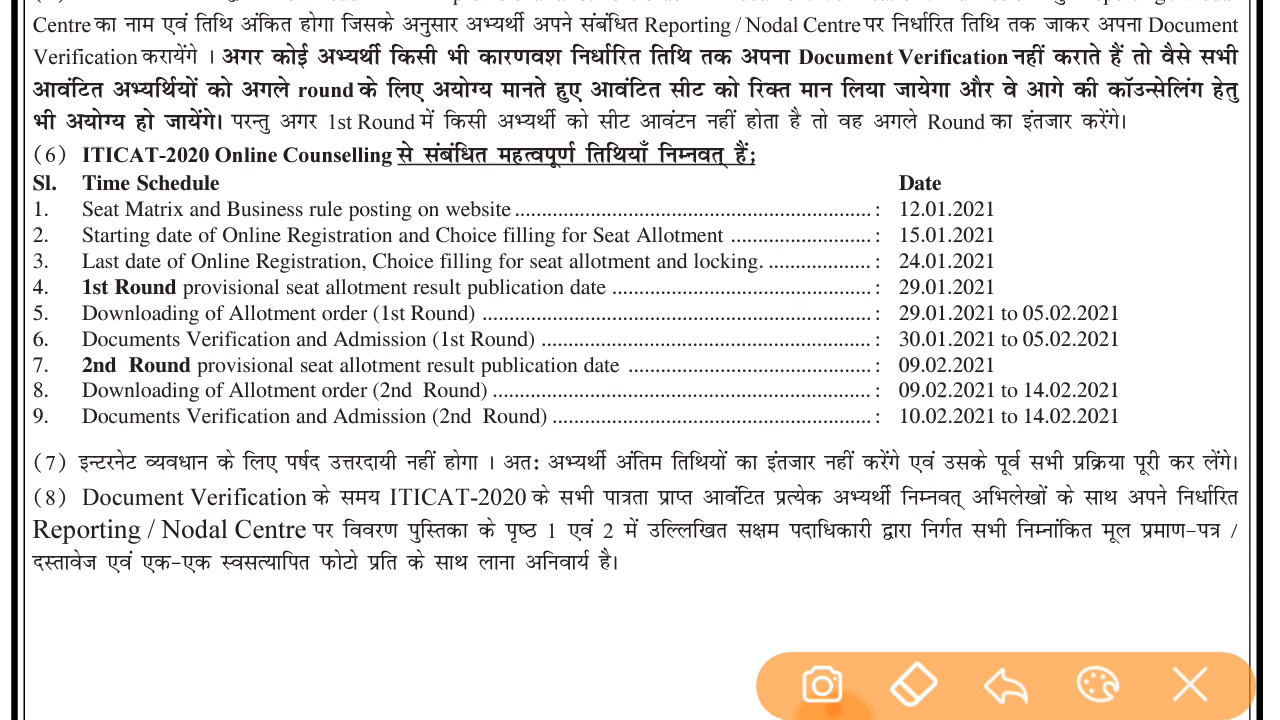 Centre का नाम एवं तिथि अंकित होगा जिसके अनुसार अभ्यर्थी अपने संबंधित Reporting / Nodal Centre पर निर्धारित तिथि तक जाकर अपना Document
Verification करायेंगे । अगर कोई अभ्यर्थी किसी भी कारणवश निर्धारित तिथि तक अपना Document Verification नहीं कराते हैं तो वैसे सभी
आवंटित अभ्यर्थियों को अगले round के लिए अयोग्य मानते हुए आवंटित सीट को रिक्त मान लिया जायेगा और वे आगे की कॉउन्सेलिंग हेतु
भी अयोग्य हो जायेंगे। परन्तु अगर 1st Round में किसी अभ्यर्थी को सीट आवंटन नहीं होता है तो वह अगले Round का इंतजार करेंगे।
(6) ITICAT-2020 Online Counselling से संबंधित महत्वपूर्ण तिथियाँ निम्नवत् हैं;
Sl. Time Schedule Date
1. Seat Matrix and Business rule posting on website ................................................................. : 12.01.2021
2. Starting date of Online Registration and Choice filling for Seat Allotment .......................... : 15.01.2021
3. Last date of Online Registration, Choice filling for seat allotment and locking. ................... : 24.01.2021
4. 1st Round provisional seat allotment result publication date ............................................... : 29.01.2021
5. Downloading of Allotment order (1st Round) ....................................................................... : 29.01.2021 to 05.02.2021
6. Documents Verification and Admission (1st Round) ............................................................ : 30.01.2021 to 05.02.2021
7. 2nd Round provisional seat allotment result publication date ............................................ : 09.02.2021
8. Downloading of Allotment order (2nd Round) ..................................................................... : 09.02.2021 to 14.02.2021
9. Documents Verification and Admission (2nd Round) .......................................................... : 10.02.2021 to 14.02.2021
(7) इन्टरनेट व्यवधान के लिए पर्षद उत्तरदायी नहीं होगा । अतः अभ्यर्थी अंतिम तिथियों का इंतजार नहीं करेंगे एवं उसके पूर्व सभी प्रक्रिया पूरी कर लेंगे।
(8) Document Verification के समय ITICAT-2020 के सभी पात्रता प्राप्त आवंटित प्रत्येक अभ्यर्थी निम्नवत् अभिलेखों के साथ अपने निर्धारित
Reporting / Nodal Centre पर विवरण पुस्तिका के पृष्ठ 1 एवं 2 में उल्लिखित सक्षम पदाधिकारी द्वारा निर्गत सभी निम्नांकित मूल प्रमाण-पत्र /
दस्तावेज एवं एक-एक स्वसत्यापित फोटो प्रति के साथ लाना अनिवार्य है।